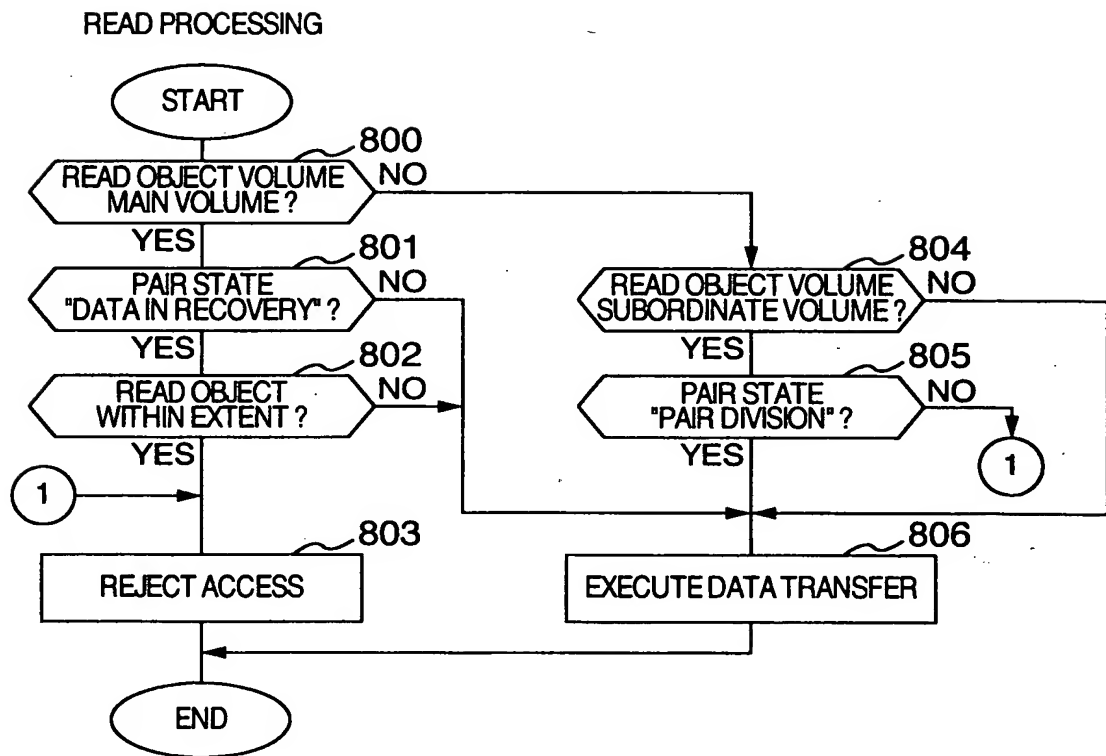 READ PROCESSING
START
800
READ OBJECT VOLUME
MAIN VOLUME ?
NO
YES
801
PAIR STATE
"DATA IN RECOVERY" ?
NO
YES
802
READ OBJECT
WITHIN EXTENT ?
NO
YES
1
803
REJECT ACCESS
END
804
READ OBJECT VOLUME
SUBORDINATE VOLUME ?
NO
YES
805
PAIR STATE
"PAIR DIVISION" ?
NO
YES
1
806
EXECUTE DATA TRANSFER